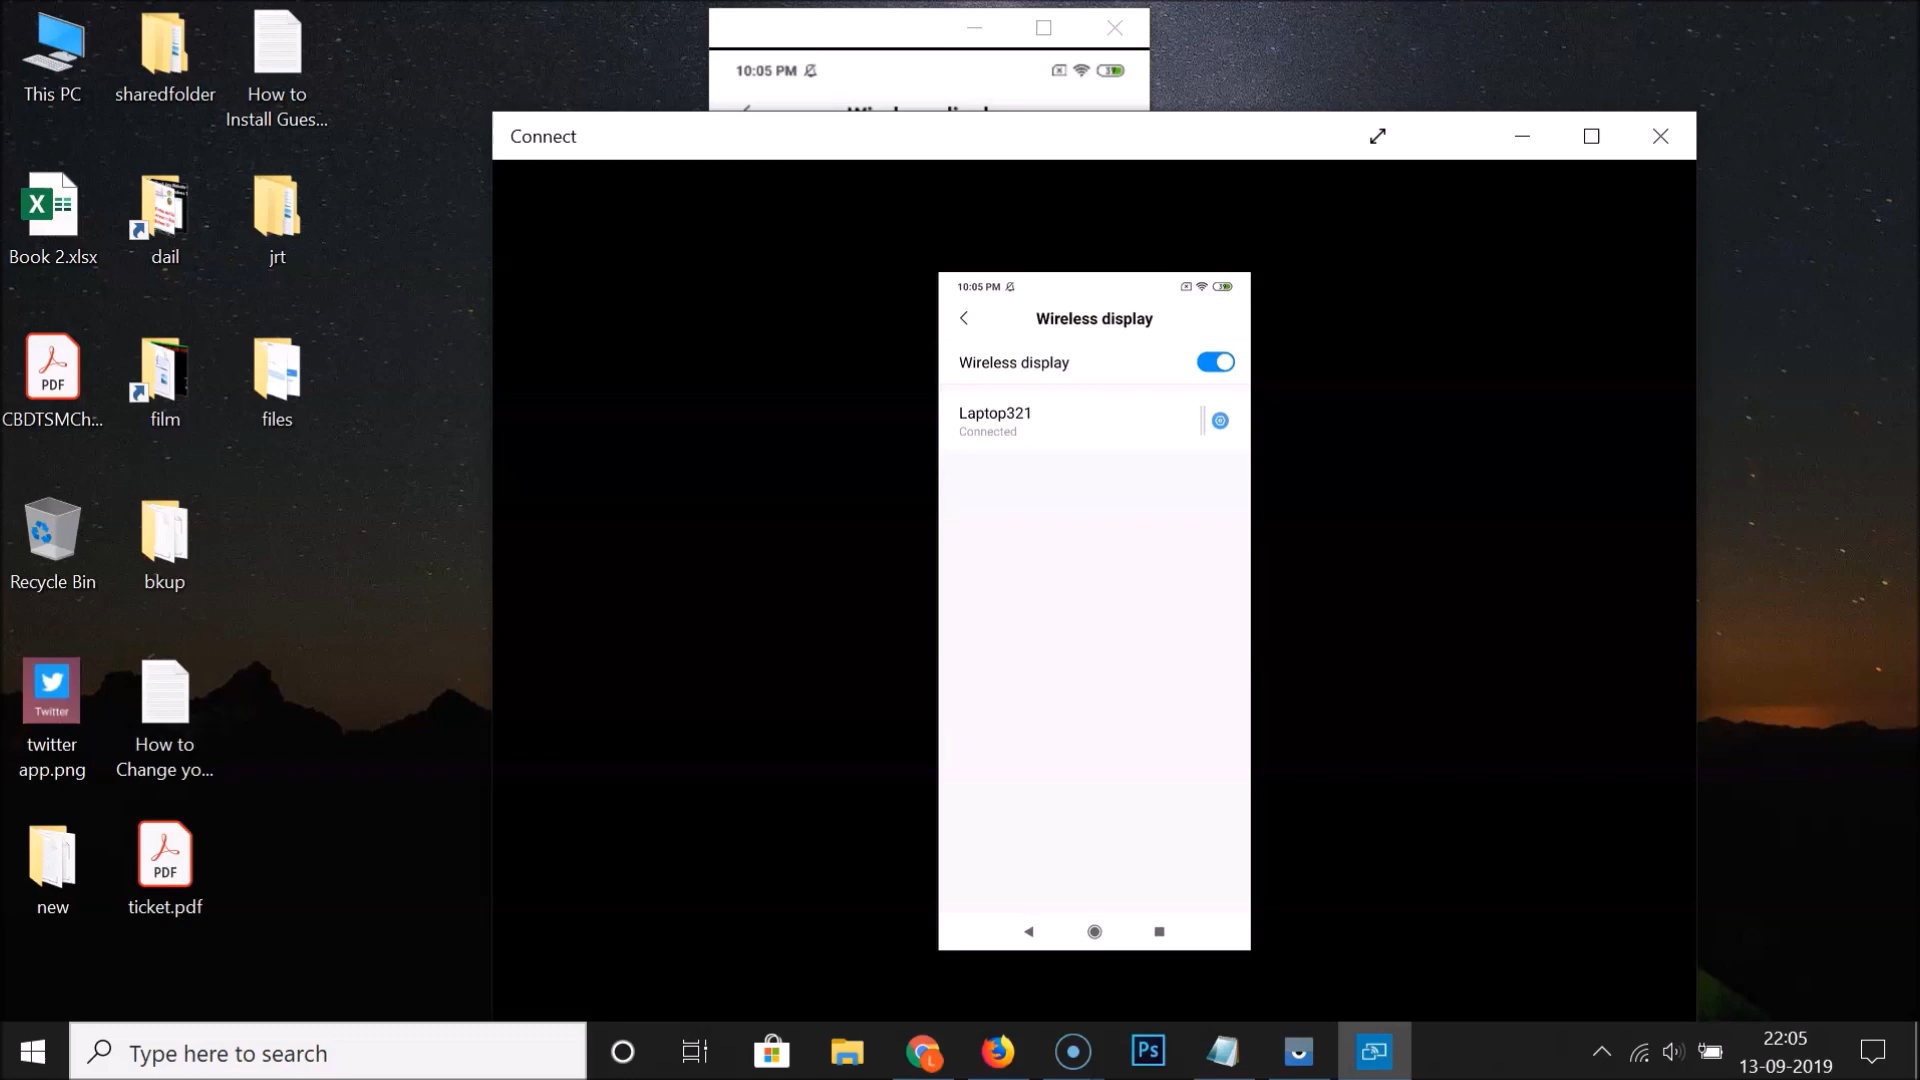 This PC
sharedfolder
How to
Install Gues...
Book 2.xlsx
dail
jrt
PDF
CBDTSMCh...
film
files
Recycle Bin
bkup
Twitter
twitter
app.png
How to
Change yo...
new
PDF
ticket.pdf
10:05 PM
Connect
10:05 PM
39
Wireless display
Wireless display
Laptop321
Connected
Type here to search
L
Ps
22:05
13-09-2019